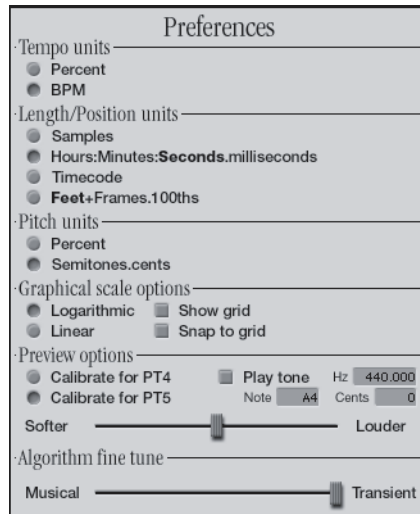 Preferences
Tempo units
Percent
BPM
Length/Position units
Samples
Hours:Minutes:Seconds.milliseconds
Timecode
Feet+Frames.100ths
Pitch units
Percent
Semitones.cents
Graphical scale options
Logarithmic Show grid
Linear Snap to grid
Preview options
Calibrate for PT4 Play tone Hz 440.000
Calibrate for PT5 Note A4 Cents 0
Softer Louder
Algorithm fine tune
Musical Transient